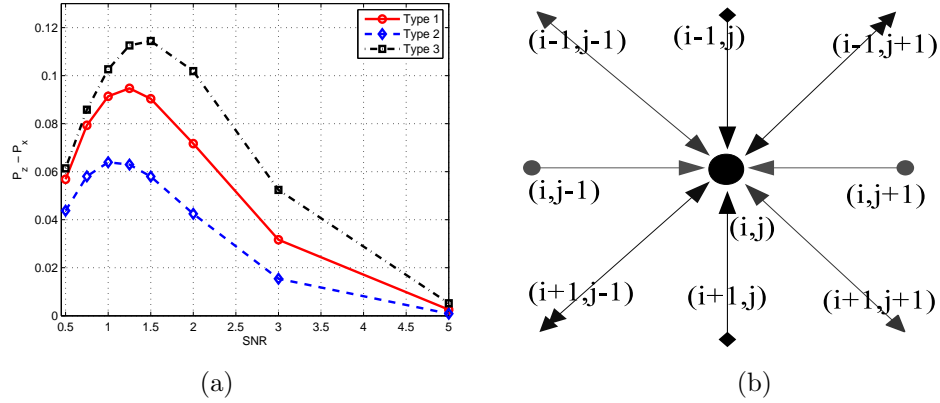 0.12
0.1
0.08
0.06
0.04
0.02
0
P_z − P_x
0.5 1 1.5 2 2.5 3 3.5 4 4.5 5
SNR
Type 1
Type 2
Type 3
(a)
(i-1,j-1) (i-1,j) (i-1,j+1)
(i,j-1) (i,j) (i,j+1)
(i+1,j-1) (i+1,j) (i+1,j+1)
(b)